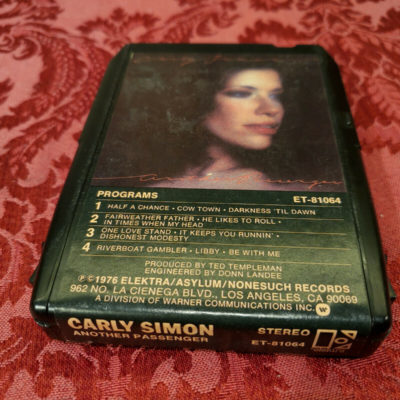 PROGRAMS ET-81064
1 HALF A CHANCE • COW TOWN • DARKNESS 'TIL DAWN
2 FAIRWEATHER FATHER • HE LIKES TO ROLL •
IN TIMES WHEN MY HEAD
3 ONE LOVE STAND • IT KEEPS YOU RUNNIN' •
DISHONEST MODESTY
4 RIVERBOAT GAMBLER • LIBBY • BE WITH ME
PRODUCED BY TED TEMPLEMAN
ENGINEERED BY DONN LANDEE
℗ © 1976 ELEKTRA/ASYLUM/NONESUCH RECORDS
962 NO. LA CIENEGA BLVD., LOS ANGELES, CA 90069
A DIVISION OF WARNER COMMUNICATIONS INC.
CARLY SIMON STEREO
ANOTHER PASSENGER ET-81064